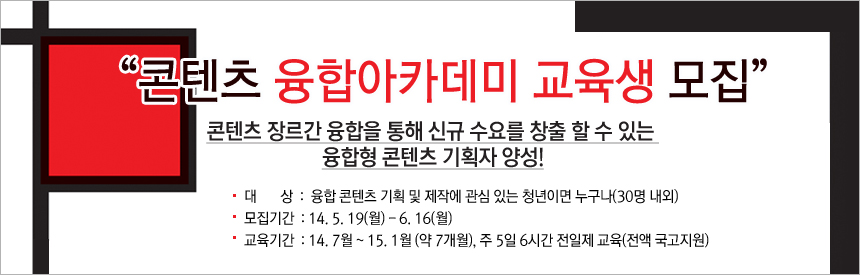 “콘텐츠 융합아카데미 교육생 모집”
콘텐츠 장르간 융합을 통해 신규 수요를 창출 할 수 있는
융합형 콘텐츠 기획자 양성!
• 대 상 : 융합 콘텐츠 기획 및 제작에 관심 있는 청년이면 누구나(30명 내외)
• 모집기간 : 14. 5. 19(월) – 6. 16(월)
• 교육기간 : 14. 7월 ~ 15. 1월 (약 7개월), 주 5일 6시간 전일제 교육(전액 국고지원)